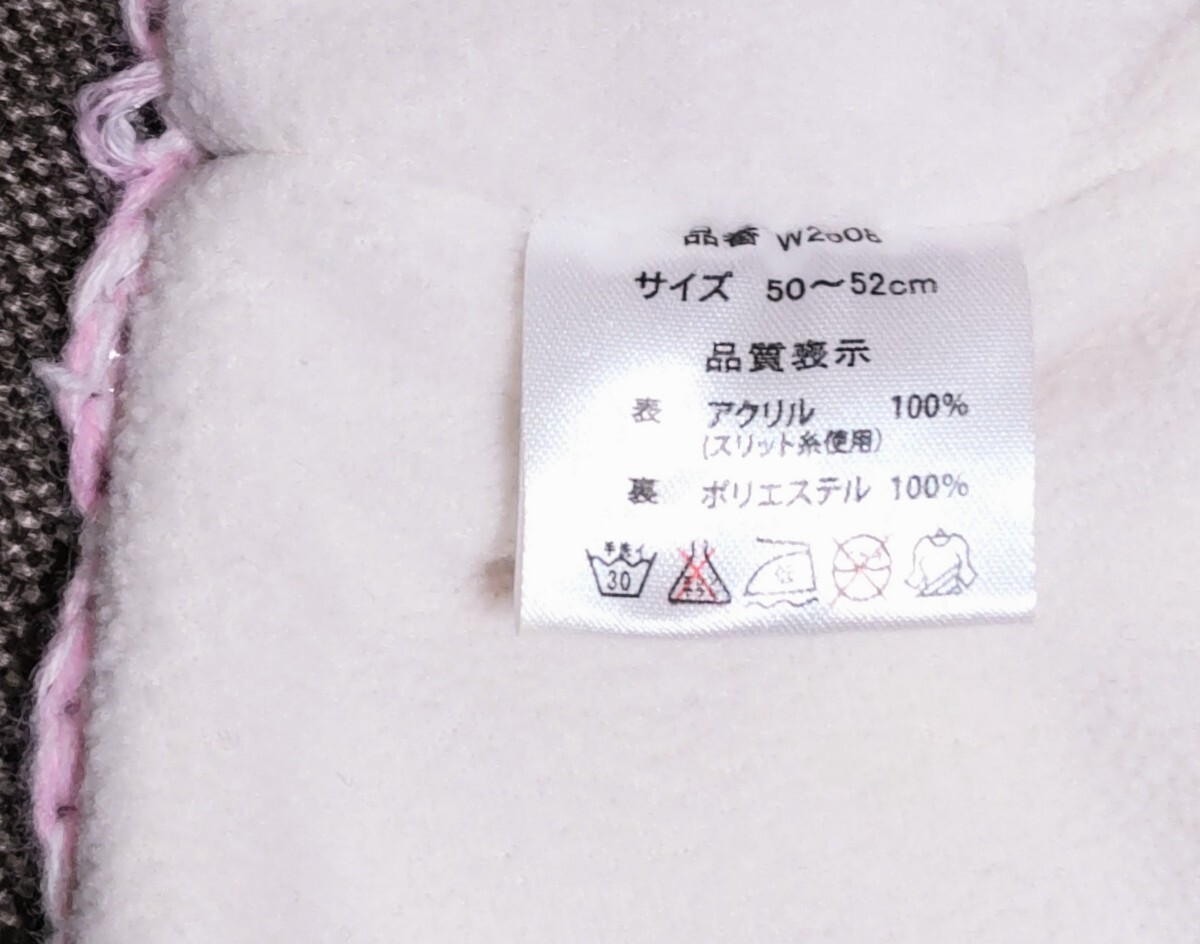 品番
サイズ 50～52cm
品質表示
表 アクリル 100%
(スリット糸使用)
裏 ポリエステル 100%
手洗イ
30